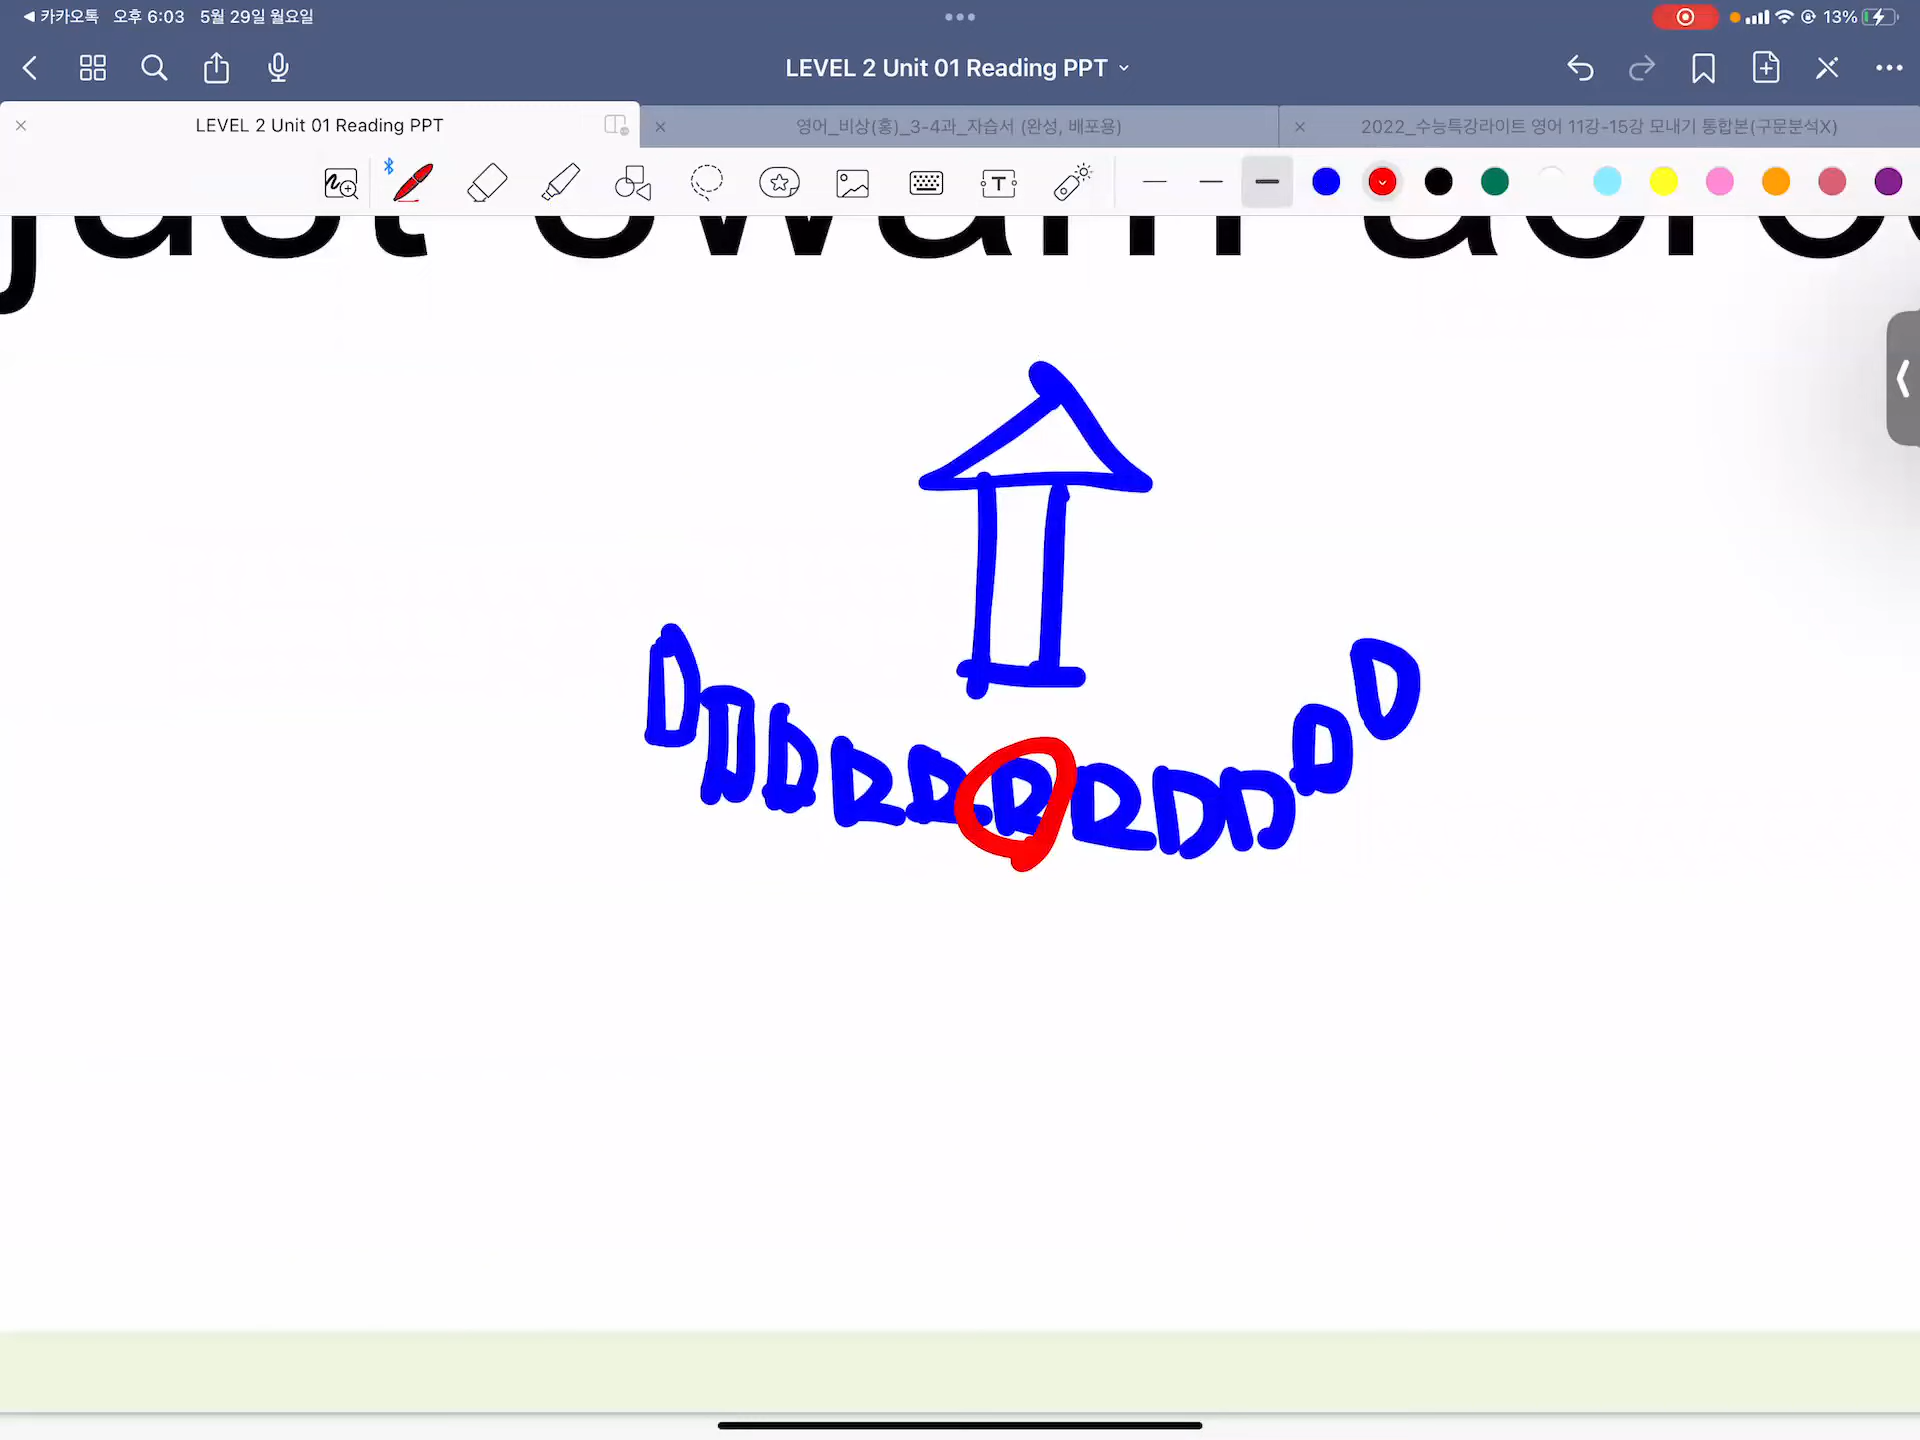 ◀ 카카오톡 오후 6:03 5월 29일 월요일
13%
LEVEL 2 Unit 01 Reading PPT
LEVEL 2 Unit 01 Reading PPT
영어_비상(홍)_3-4과_자습서 (완성, 배포용)
2022_수능특강라이트 영어 11강-15강 모내기 통합본(구문분석X)
T
just swam acro